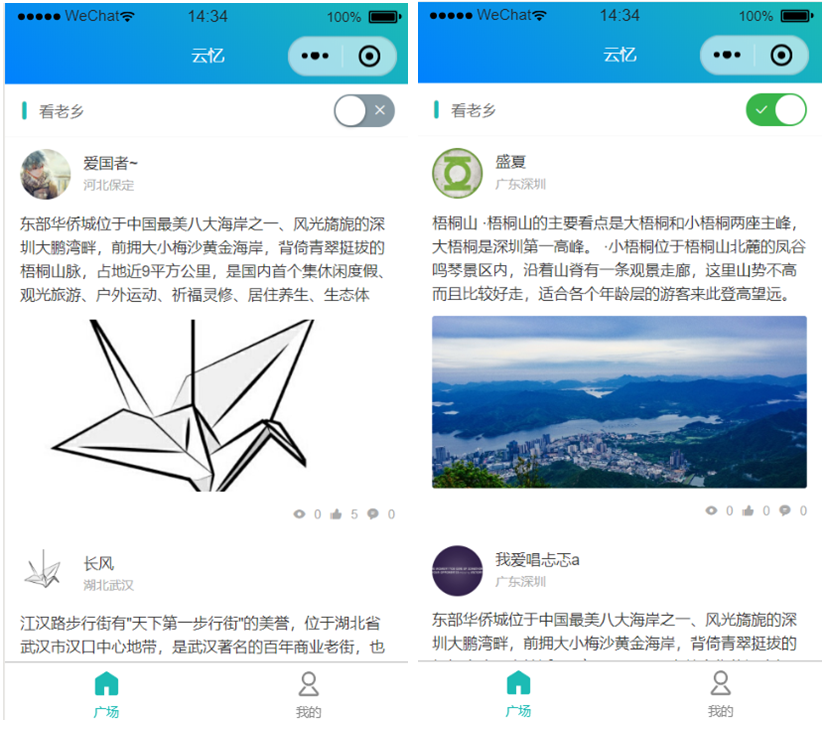 WeChat 14:34 100%
云忆
看老乡
爱国者~
河北保定
东部华侨城位于中国最美八大海岸之一、风光旖旎的深
圳大鹏湾畔，前拥大小梅沙黄金海岸，背倚青翠挺拔的
梧桐山脉，占地近9平方公里，是国内首个集休闲度假、
观光旅游、户外运动、祈福灵修、居住养生、生态体
0 5 0
长风
湖北武汉
江汉路步行街有"天下第一步行街"的美誉，位于湖北省
武汉市汉口中心地带，是武汉著名的百年商业老街，也
广场 我的
WeChat 14:34 100%
云忆
看老乡
盛夏
广东深圳
梧桐山 ·梧桐山的主要看点是大梧桐和小梧桐两座主峰，
大梧桐是深圳第一高峰。 ·小梧桐位于梧桐山北麓的凤谷
鸣琴景区内，沿着山脊有一条观景走廊，这里山势不高
而且比较好走，适合各个年龄层的游客来此登高望远。
0 0 0
我爱唱忐忑a
广东深圳
东部华侨城位于中国最美八大海岸之一、风光旖旎的深
圳大鹏湾畔，前拥大小梅沙黄金海岸，背倚青翠挺拔的
广场 我的